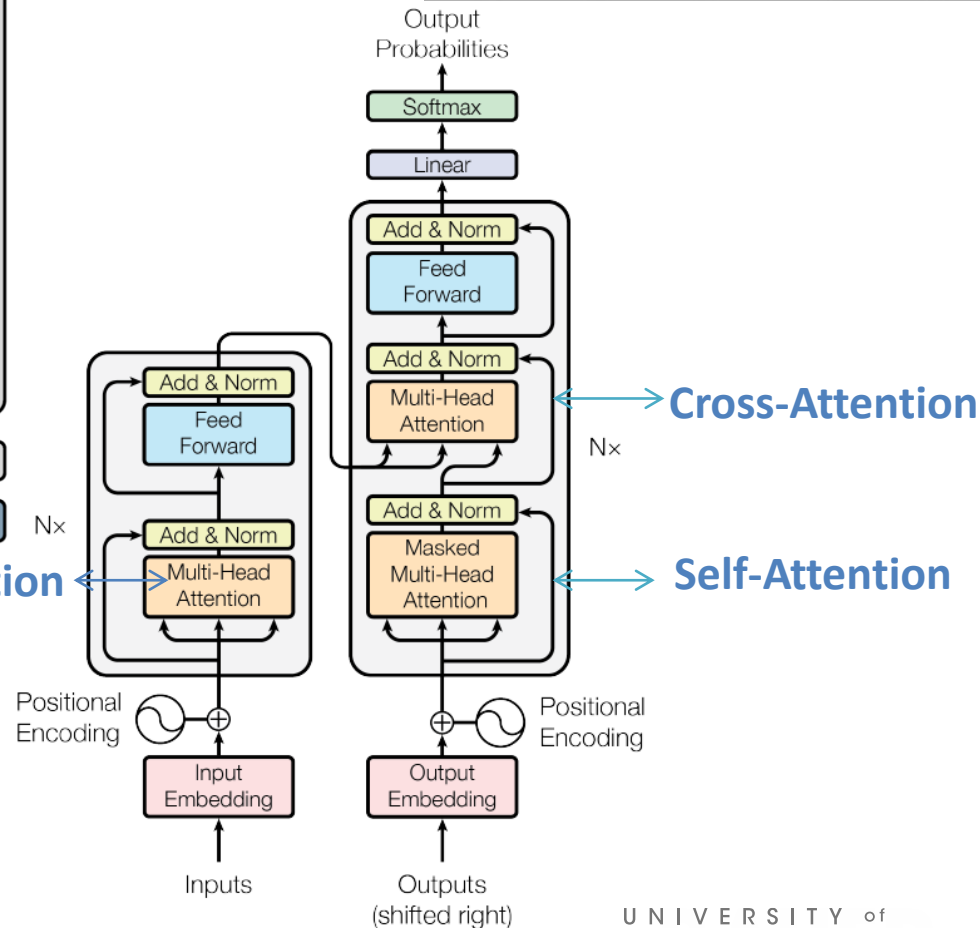 Output
Probabilities
Softmax
Linear
Add & Norm
Feed
Forward
Add & Norm
Multi-Head
Attention
Cross-Attention
Nx
Add & Norm
Masked
Multi-Head
Attention
Self-Attention
Add & Norm
Feed
Forward
Nx
Add & Norm
Multi-Head
Attention
Positional
Encoding
Positional
Encoding
Input
Embedding
Output
Embedding
Inputs
Outputs
(shifted right)
UNIVERSITY of